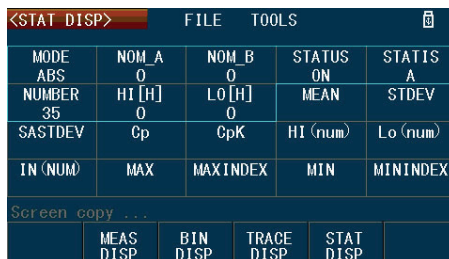 <STAT DISP> FILE TOOLS
MODE NOM_A NOM_B STATUS STATIS
ABS 0 0 ON A
NUMBER HI[H] LO[H] MEAN STDEV
35 0 0
SASTDEV Cp CpK HI(num) Lo(num)
IN(NUM) MAX MAXINDEX MIN MININDEX
Screen copy ...
MEAS BIN TRACE STAT
DISP DISP DISP DISP